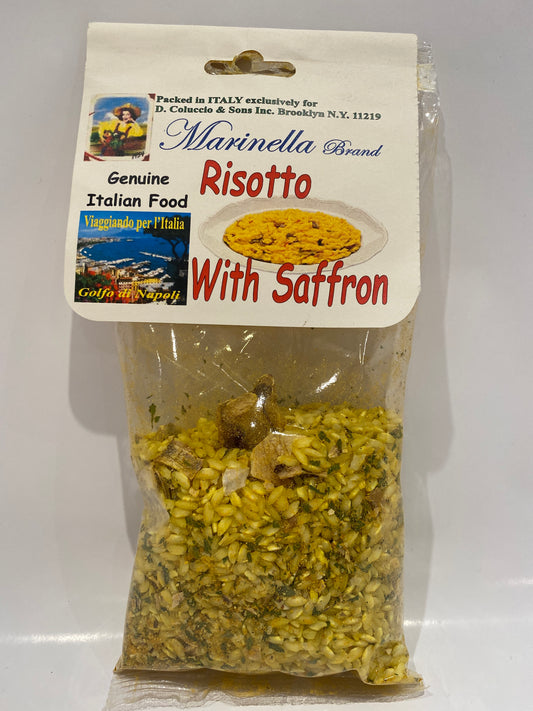 Packed in ITALY exclusively for
D. Coluccio & Sons Inc. Brooklyn N.Y. 11219
Marinella Brand
Genuine
Italian Food
Risotto
Viaggiando per l'Italia
Golfo di Napoli
With Saffron